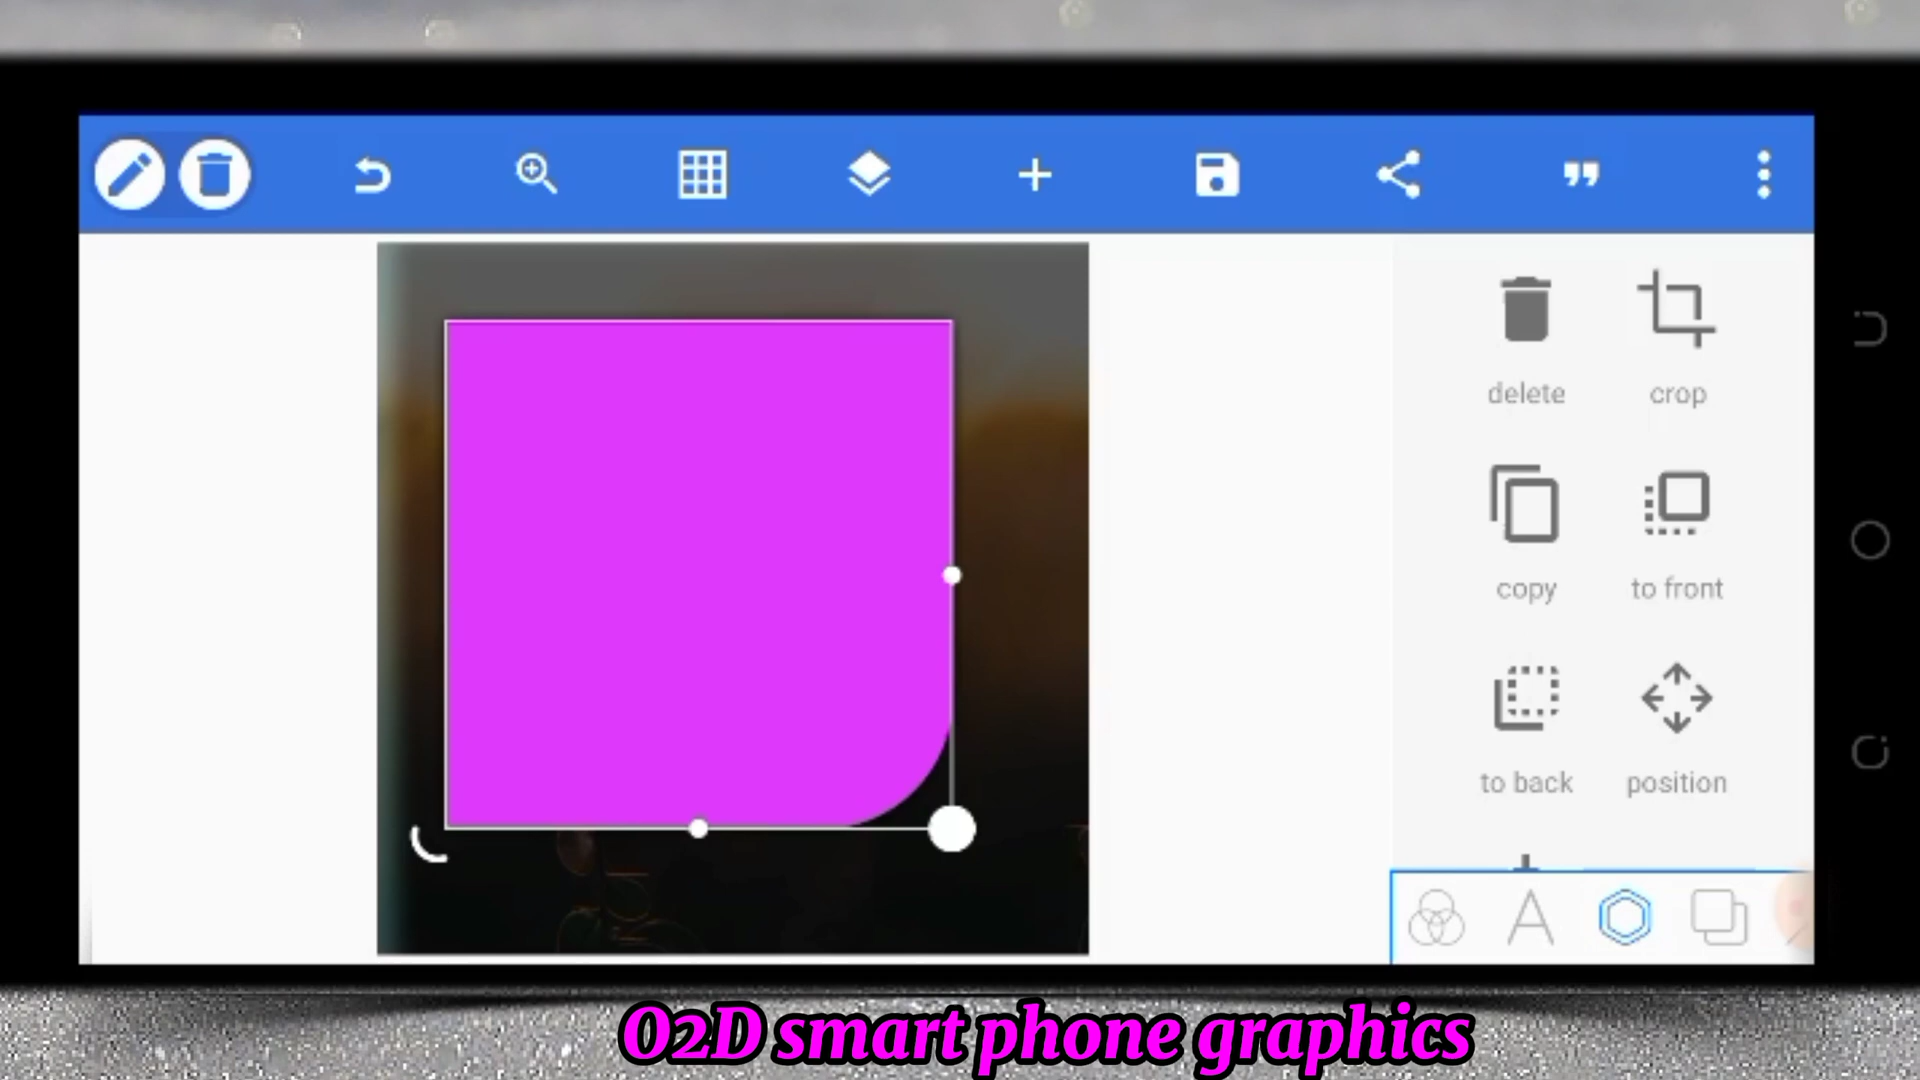 delete
crop
copy
to front
to back
position
O2D smart phone graphics